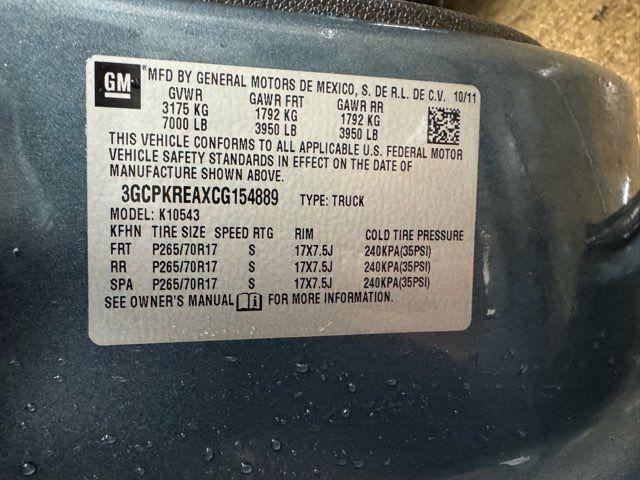 GM ®MFD BY GENERAL MOTORS DE MEXICO, S. DE R.L. DE C.V. 10/11
GVWR GAWR FRT GAWR RR
3175 KG 1792 KG 1792 KG
7000 LB 3950 LB 3950 LB
THIS VEHICLE CONFORMS TO ALL APPLICABLE U.S. FEDERAL MOTOR
VEHICLE SAFETY STANDARDS IN EFFECT ON THE DATE OF
MANUFACTURE SHOWN ABOVE.
3GCPKREAXCG154889 TYPE: TRUCK
MODEL: K10543
KFHN TIRE SIZE SPEED RTG RIM COLD TIRE PRESSURE
FRT P265/70R17 S 17X7.5J 240KPA(35PSI)
RR P265/70R17 S 17X7.5J 240KPA(35PSI)
SPA P265/70R17 S 17X7.5J 240KPA(35PSI)
SEE OWNER'S MANUAL FOR MORE INFORMATION.